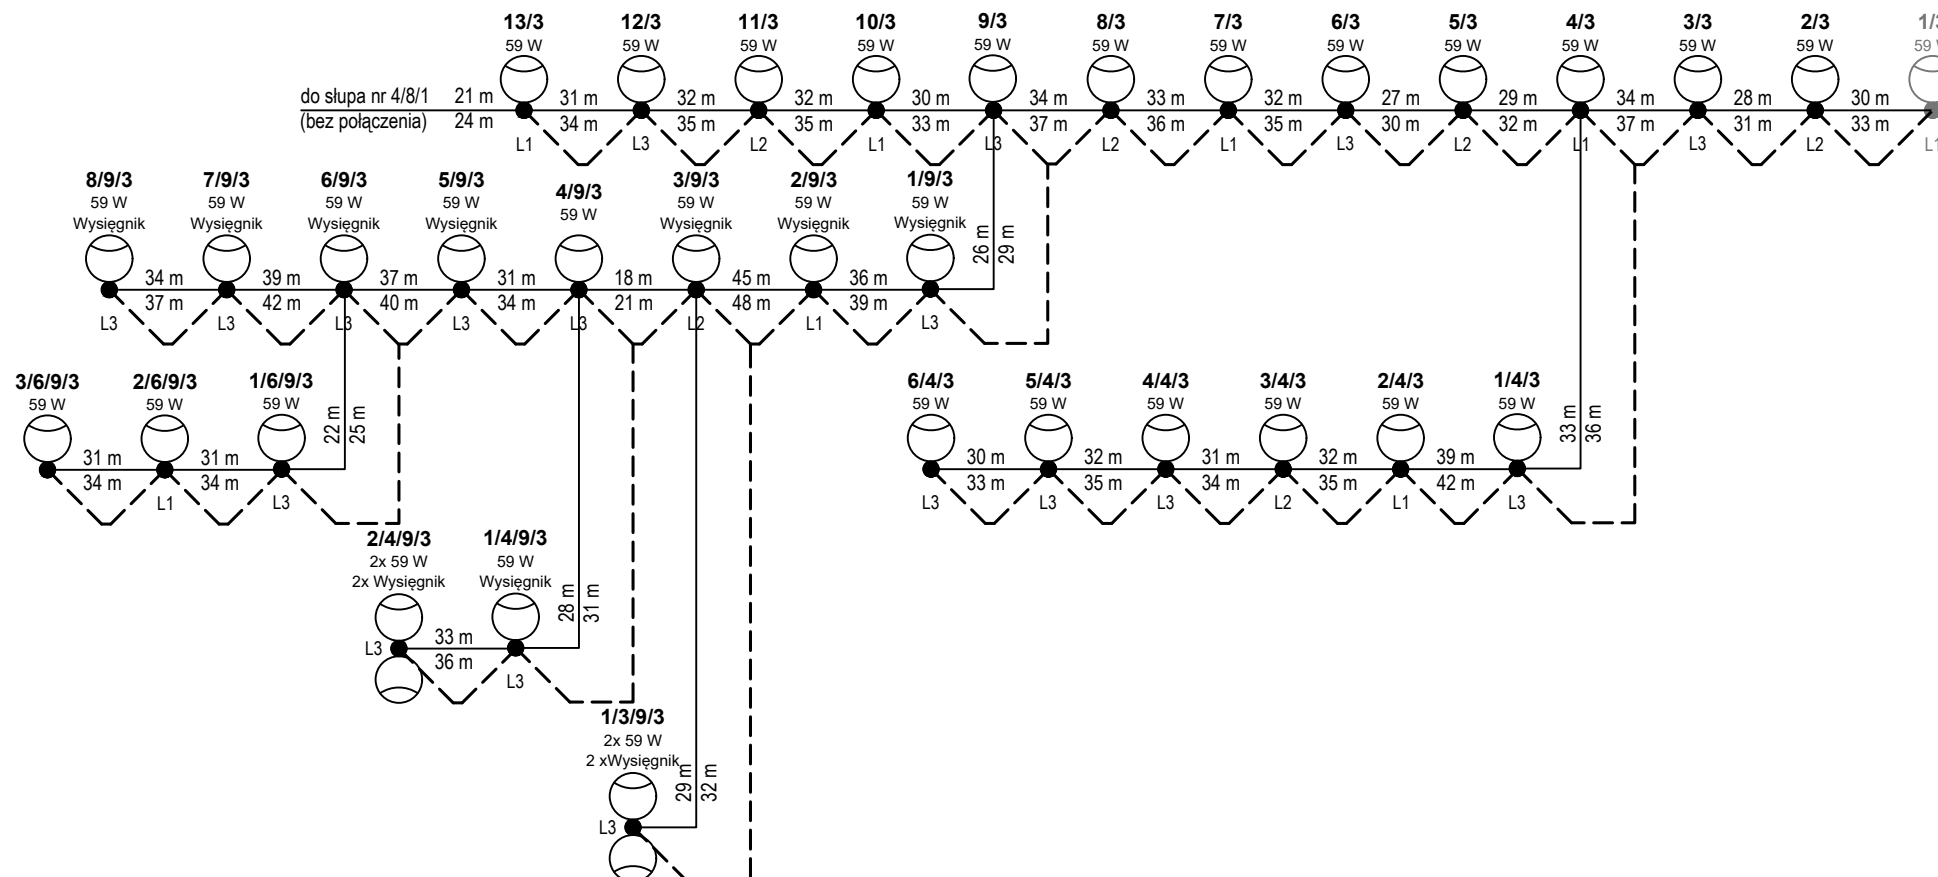 13/3 12/3 11/3 10/3 9/3 8/3 7/3 6/3 5/3 4/3 3/3 2/3
59 W 59 W 59 W 59 W 59 W 59 W 59 W 59 W 59 W 59 W 59 W 59 W 59
do słupa nr 4/8/1 21 m 31 m 32 m 32 m 30 m 34 m 33 m 32 m 27 m 29 m 34 m 28 m 30 m
(bez połączenia) 24 m 34 m 35 m 35 m 33 m 37 m 36 m 35 m 30 m 32 m 37 m 31 m 33 m
L1 L3 L2 L1 L3 L2 L1 L3 L2 L1 L3 L2 L1
8/9/3 7/9/3 6/9/3 5/9/3 4/9/3 3/9/3 2/9/3 1/9/3
59 W 59 W 59 W 59 W 59 W 59 W 59 W 59 W
Wysięgnik Wysięgnik Wysięgnik Wysięgnik Wysięgnik Wysięgnik Wysięgnik
26 m
29 m
34 m 39 m 37 m 31 m 18 m 45 m 36 m
37 m 42 m 40 m 34 m 21 m 48 m 39 m
L3 L3 L3 L3 L3 L2 L1 L3
3/6/9/3 2/6/9/3 1/6/9/3
59 W 59 W 59 W
22 m
25 m
31 m 31 m
34 m 34 m
L1 L3
6/4/3 5/4/3 4/4/3 3/4/3 2/4/3 1/4/3
59 W 59 W 59 W 59 W 59 W 59 W
33 m
36 m
30 m 32 m 31 m 32 m 39 m
33 m 35 m 34 m 35 m 42 m
L3 L3 L3 L2 L1 L3
2/4/9/3 1/4/9/3
2x 59 W 59 W
2x Wysięgnik Wysięgnik
28 m
31 m
L3 33 m
36 m
L3
1/3/9/3
2x 59 W
2 xWysięgnik
29 m
32 m
L3